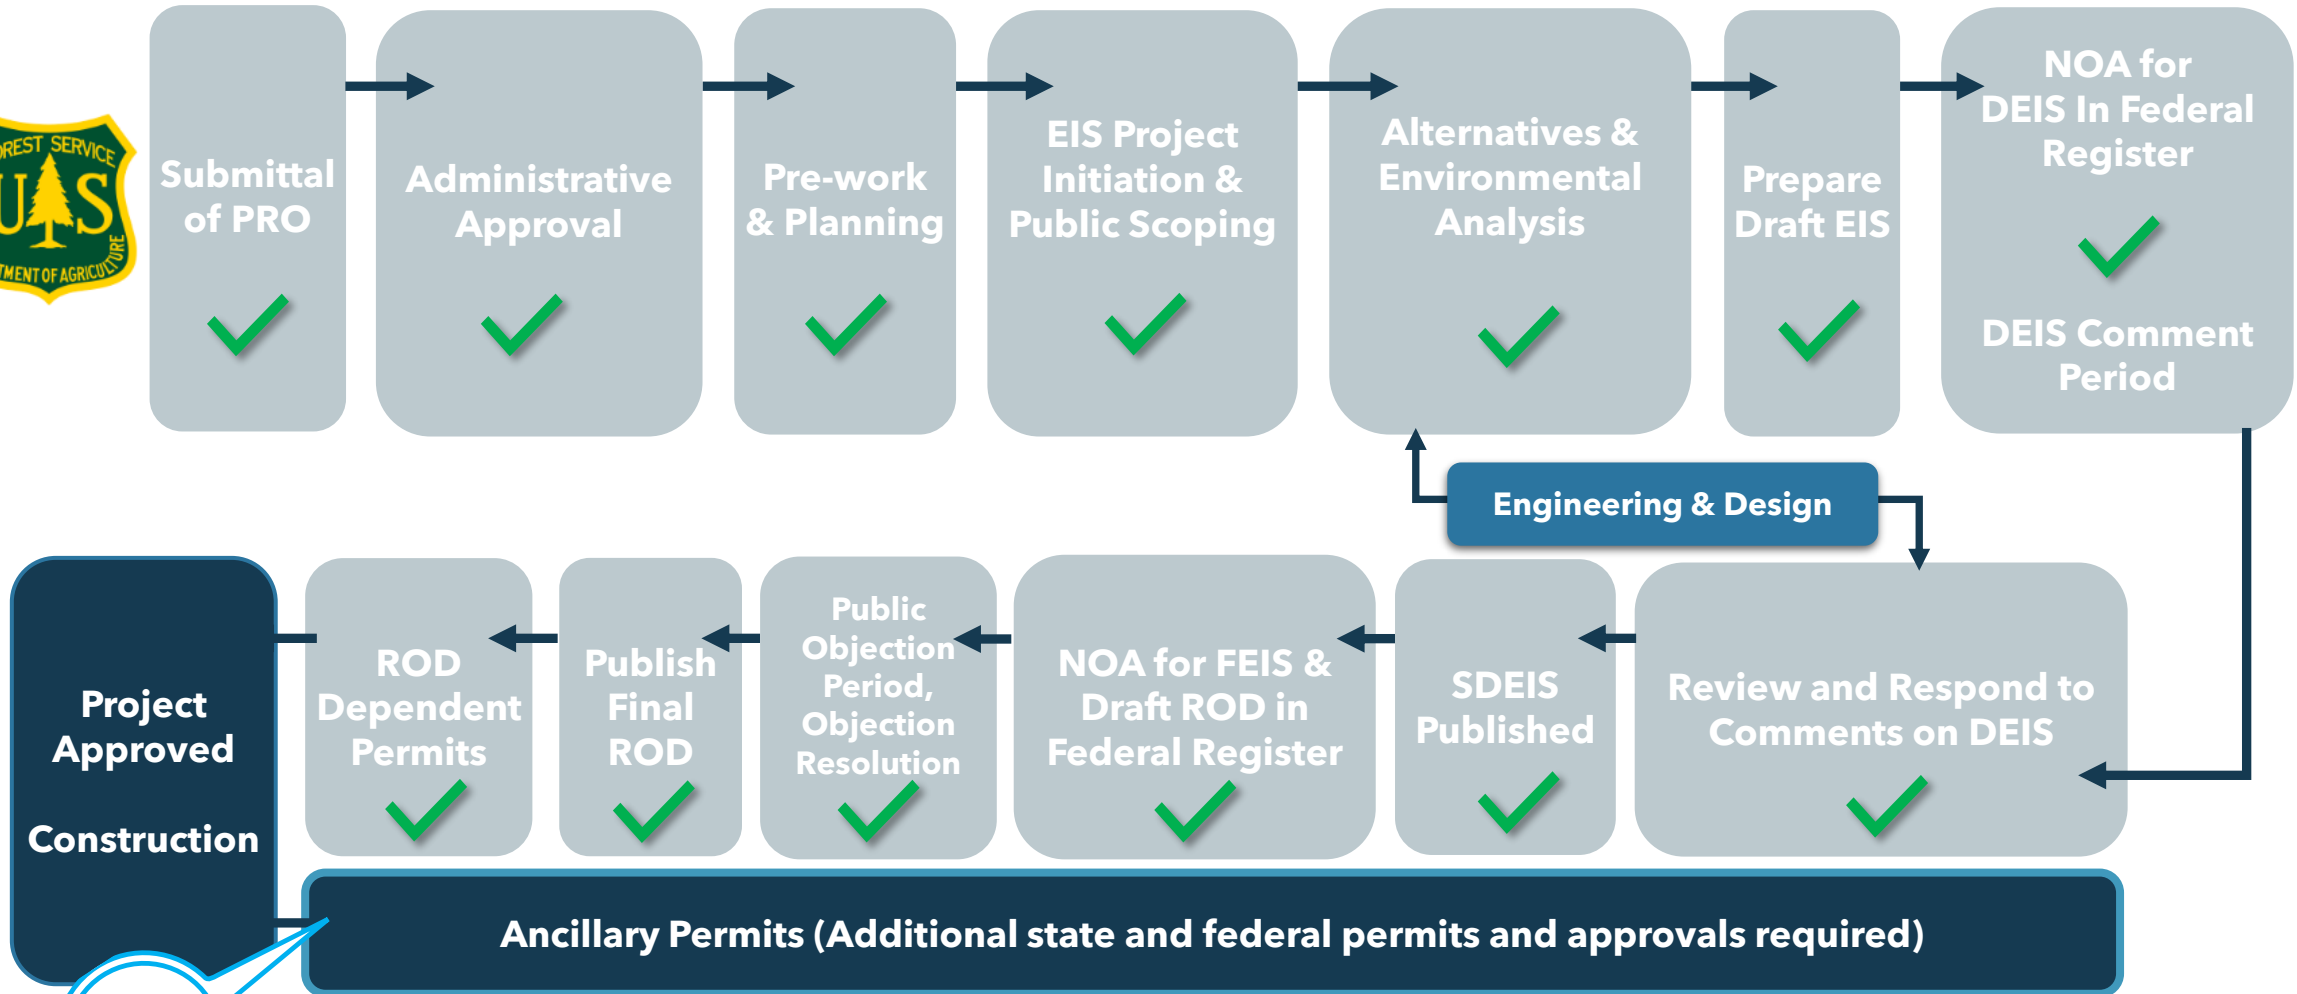 FOREST SERVICE
US
DEPARTMENT OF AGRICULTURE
Submittal
of PRO
Administrative
Approval
Pre-work
& Planning
EIS Project
Initiation &
Public Scoping
Alternatives &
Environmental
Analysis
Prepare
Draft EIS
NOA for
DEIS In Federal
Register
DEIS Comment
Period
Engineering & Design
Project
Approved
Construction
ROD
Dependent
Permits
Publish
Final
ROD
Public
Objection
Period,
Objection
Resolution
NOA for FEIS &
Draft ROD in
Federal Register
SDEIS
Published
Review and Respond to
Comments on DEIS
Ancillary Permits (Additional state and federal permits and approvals required)